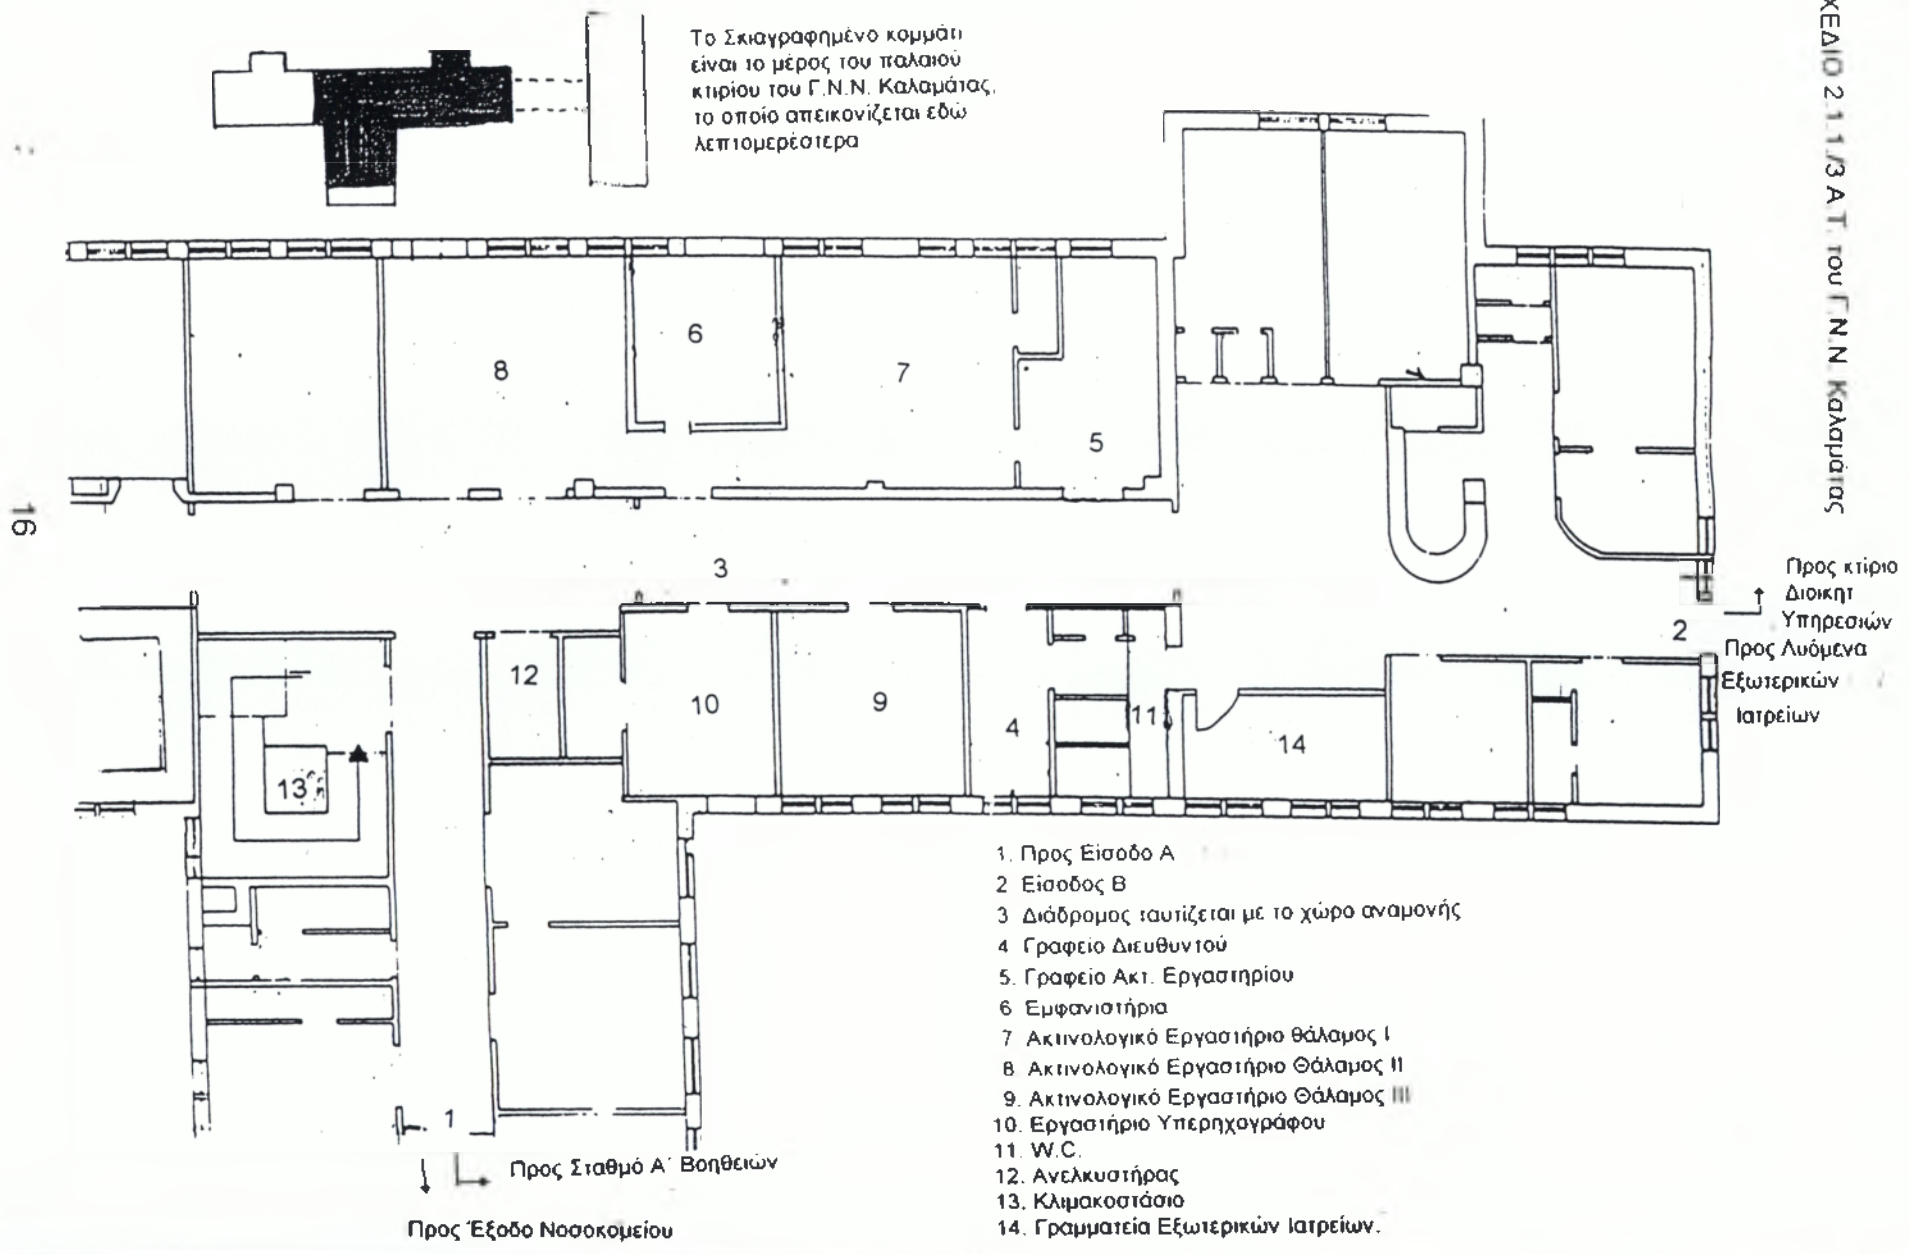 Το Σκιαγραφημένο κομμάτι
είναι το μέρος του παλαιού
κτιρίου του Γ.Ν.Ν. Καλαμάτας,
το οποίο απεικονίζεται εδώ
λεπτομερέστερα
ΧΕΔΙΟ 2.1.1./3 Α.Τ. του Γ.Ν.Ν. Καλαμάτας
16
6
8
7
5
3
Προς κτίριο
Διοικητ
Υπηρεσιών
2
Προς Λυόμενα
Εξωτερικών
Ιατρείων
12
10
9
4
11
14
13
1
Προς Σταθμό Α΄ Βοηθειών
Προς Έξοδο Νοσοκομείου
1. Προς Είσοδο Α
2 Είσοδος Β
3 Διάδρομος ταυτίζεται με το χώρο αναμονής
4 Γραφείο Διευθυντού
5. Γραφείο Ακτ. Εργαστηρίου
6 Εμφανιστήρια
7 Ακτινολογικό Εργαστήριο θάλαμος Ι
8 Ακτινολογικό Εργαστήριο Θάλαμος ΙΙ
9. Ακτινολογικό Εργαστήριο Θάλαμος ΙΙΙ
10. Εργαστήριο Υπερηχογράφου
11. W.C.
12. Ανελκυστήρας
13. Κλιμακοστάσιο
14. Γραμματεία Εξωτερικών Ιατρείων.